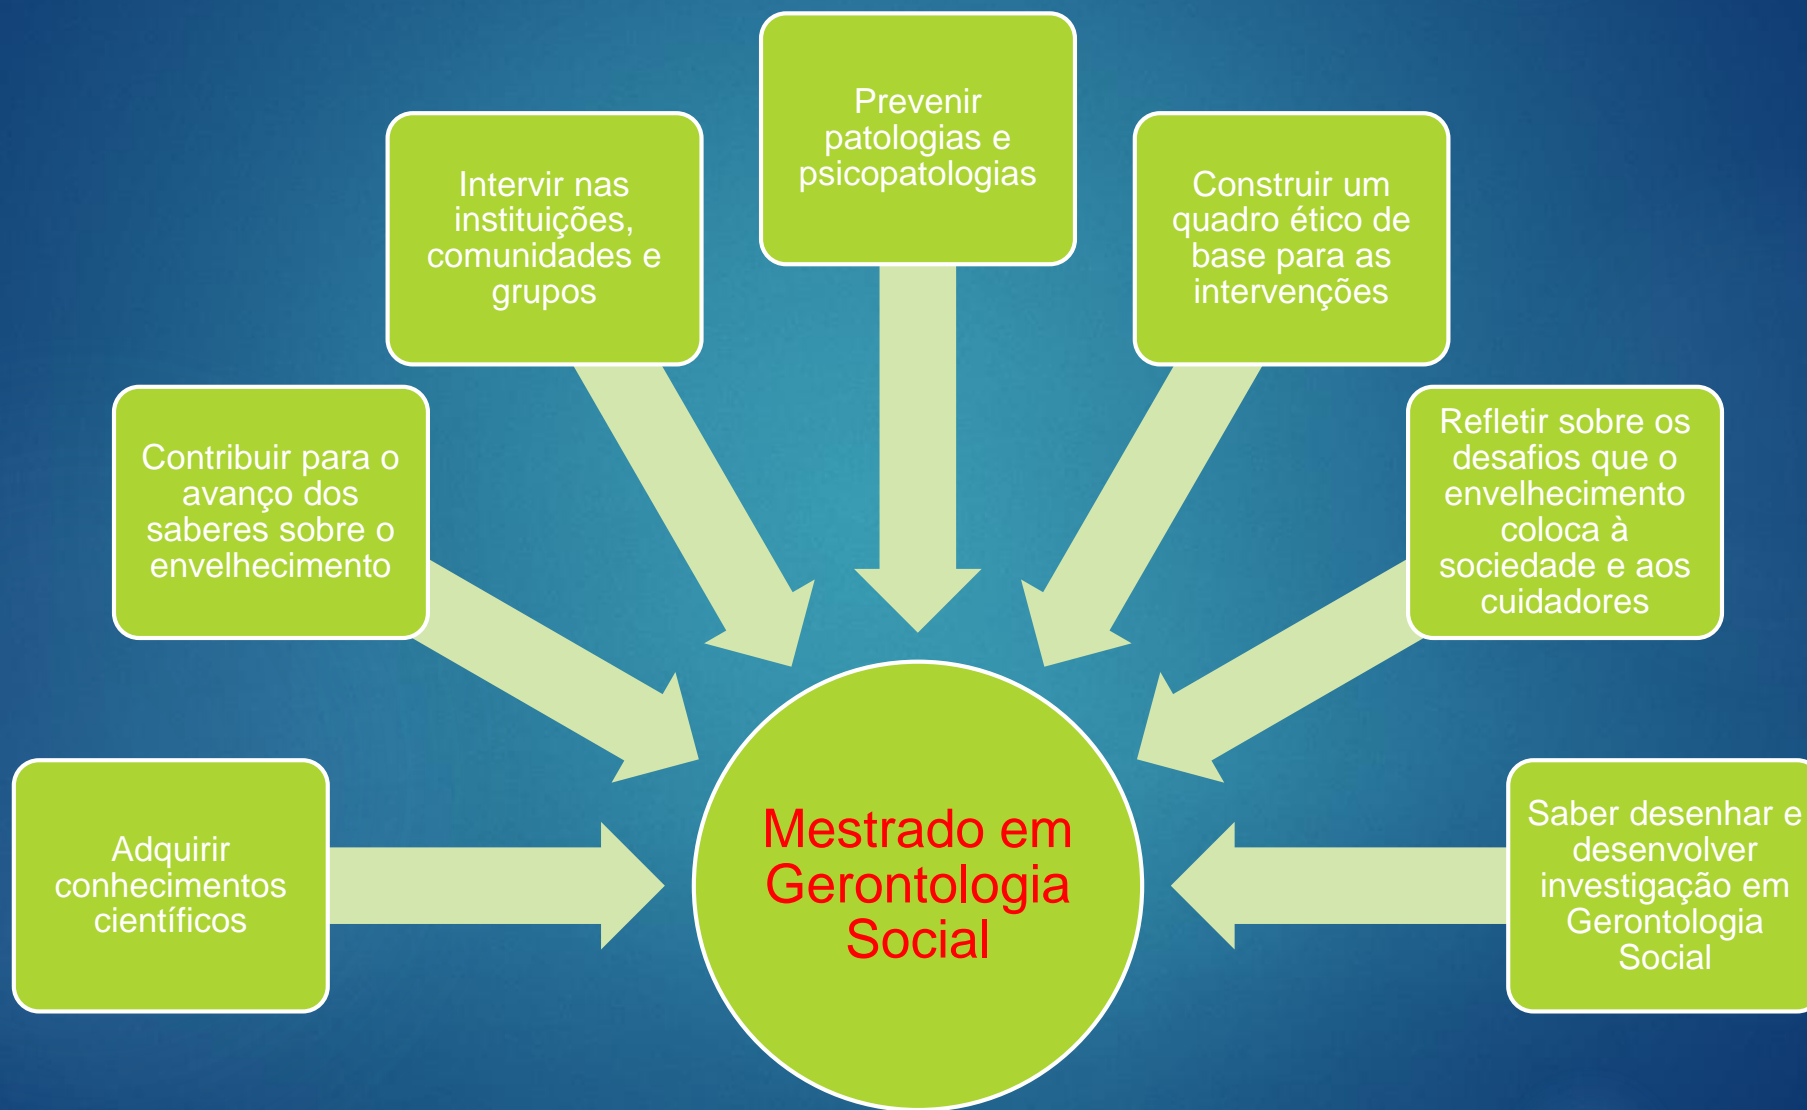 Prevenir
patologias e
psicopatologias
Intervir nas
instituições,
comunidades e
grupos
Construir um
quadro ético de
base para as
intervenções
Contribuir para o
avanço dos
saberes sobre o
envelhecimento
Refletir sobre os
desafios que o
envelhecimento
coloca à
sociedade e aos
cuidadores
Adquirir
conhecimentos
científicos
Mestrado em
Gerontologia
Social
Saber desenhar e
desenvolver
investigação em
Gerontologia
Social